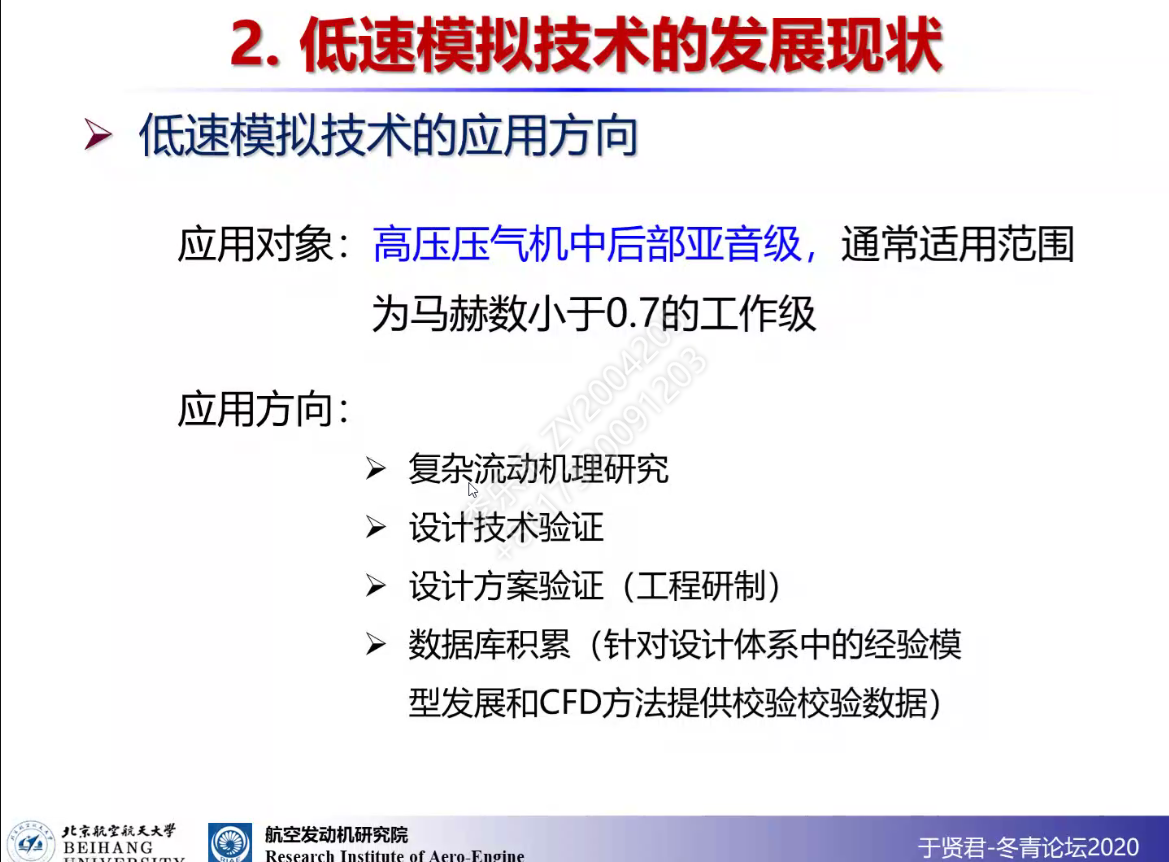 2. 低速模拟技术的发展现状
低速模拟技术的应用方向
应用对象：高压压气机中后部亚音级，通常适用范围
为马赫数小于0.7的工作级
应用方向：
复杂流动机理研究
设计技术验证
设计方案验证（工程研制）
数据库积累（针对设计体系中的经验模
型发展和CFD方法提供校验校验数据）
北京航空航天大学
BEIHANG
UNIVERSITY
航空发动机研究院
Research Institute of Aero-Engine
于贤君-冬青论坛2020